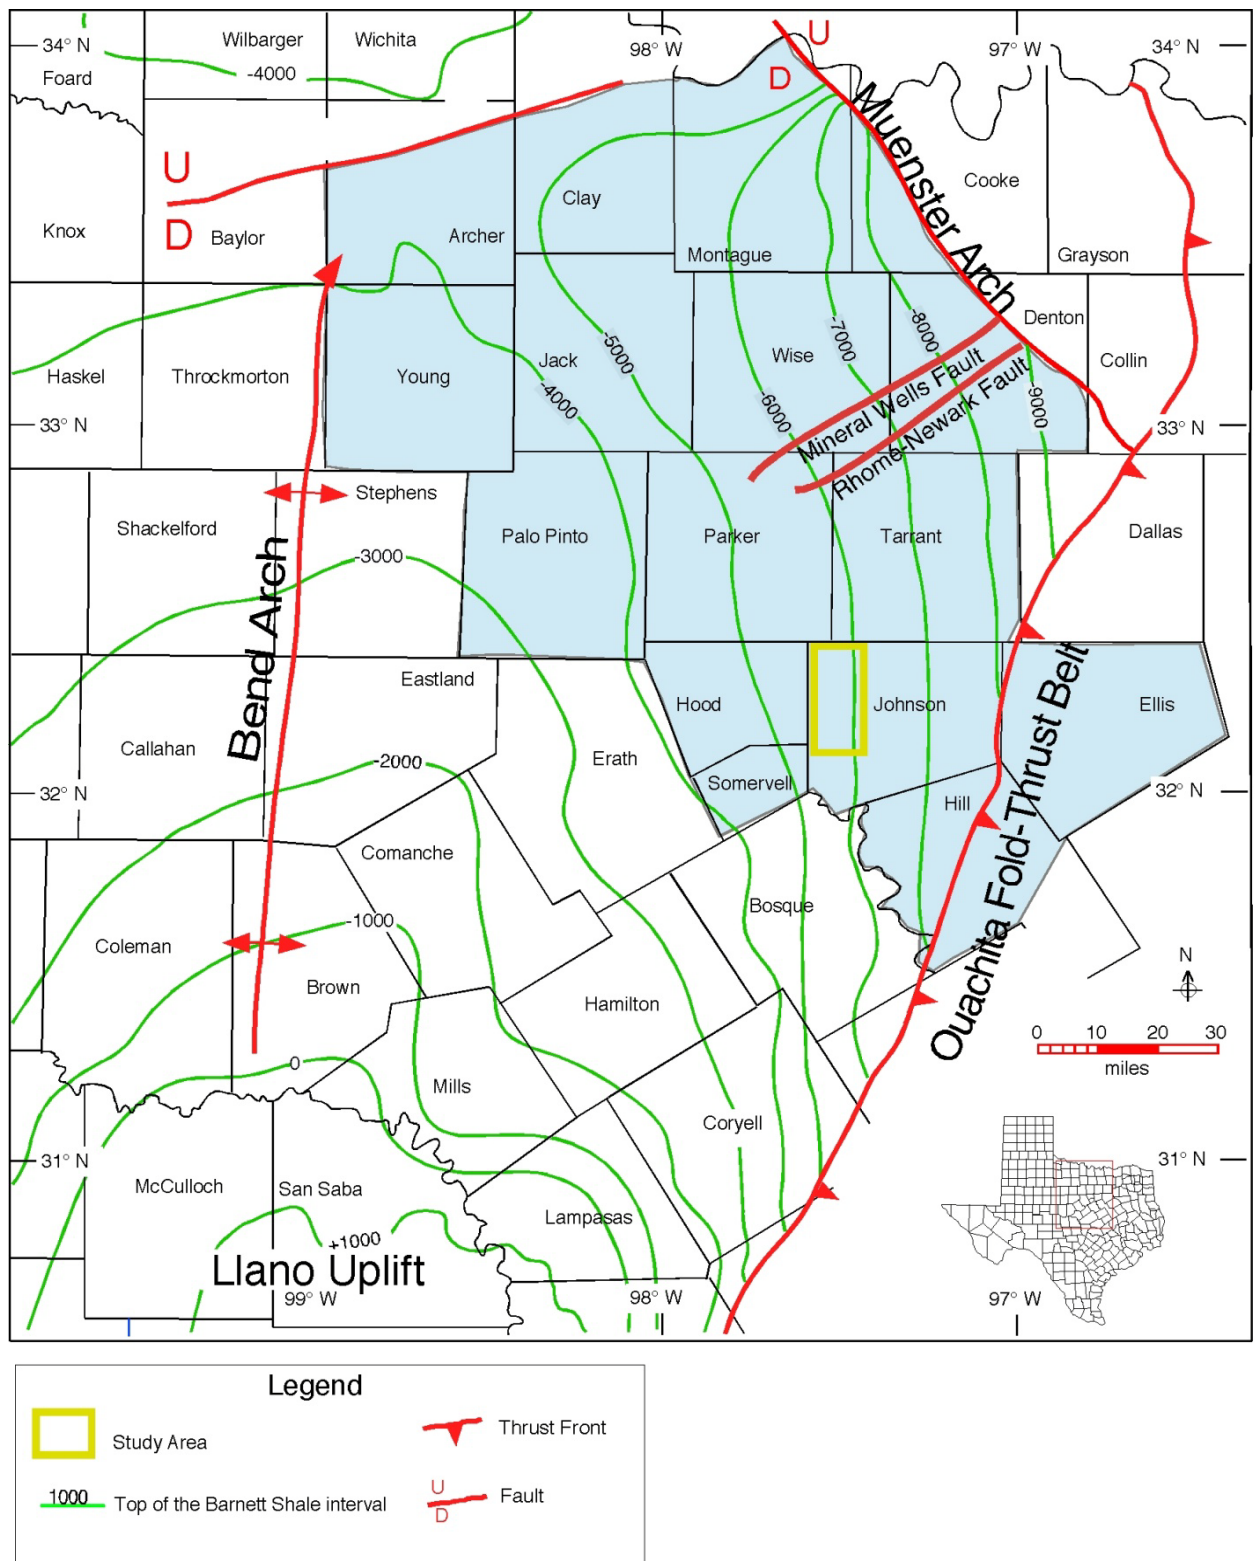 34° N
Wilbarger
Wichita
98° W
U
97° W
34° N
Foard
-4000
D
Muenster Arch
U
Clay
Cooke
Knox
D
Baylor
Archer
Montague
Grayson
-5000
-7000
-8000
Denton
Haskel
Throckmorton
Young
Jack
Wise
Collin
-4000
-6000
-9000
33° N
Mineral Wells Fault
33° N
Rhome-Newark Fault
Stephens
Shackelford
Palo Pinto
Parker
Tarrant
Dallas
-3000
Bend Arch
Eastland
Hood
Johnson
Ellis
Callahan
Erath
-2000
Somervell
32° N
Hill
32° N
Ouachita Fold-Thrust Belt
Comanche
Bosque
-1000
Coleman
Brown
Hamilton
N
0 10 20 30
miles
0
Mills
Coryell
31° N
31° N
McCulloch
San Saba
Lampasas
+1000
Llano Uplift
99° W
98° W
97° W
Legend
Study Area
Thrust Front
1000
Top of the Barnett Shale interval
U
D
Fault